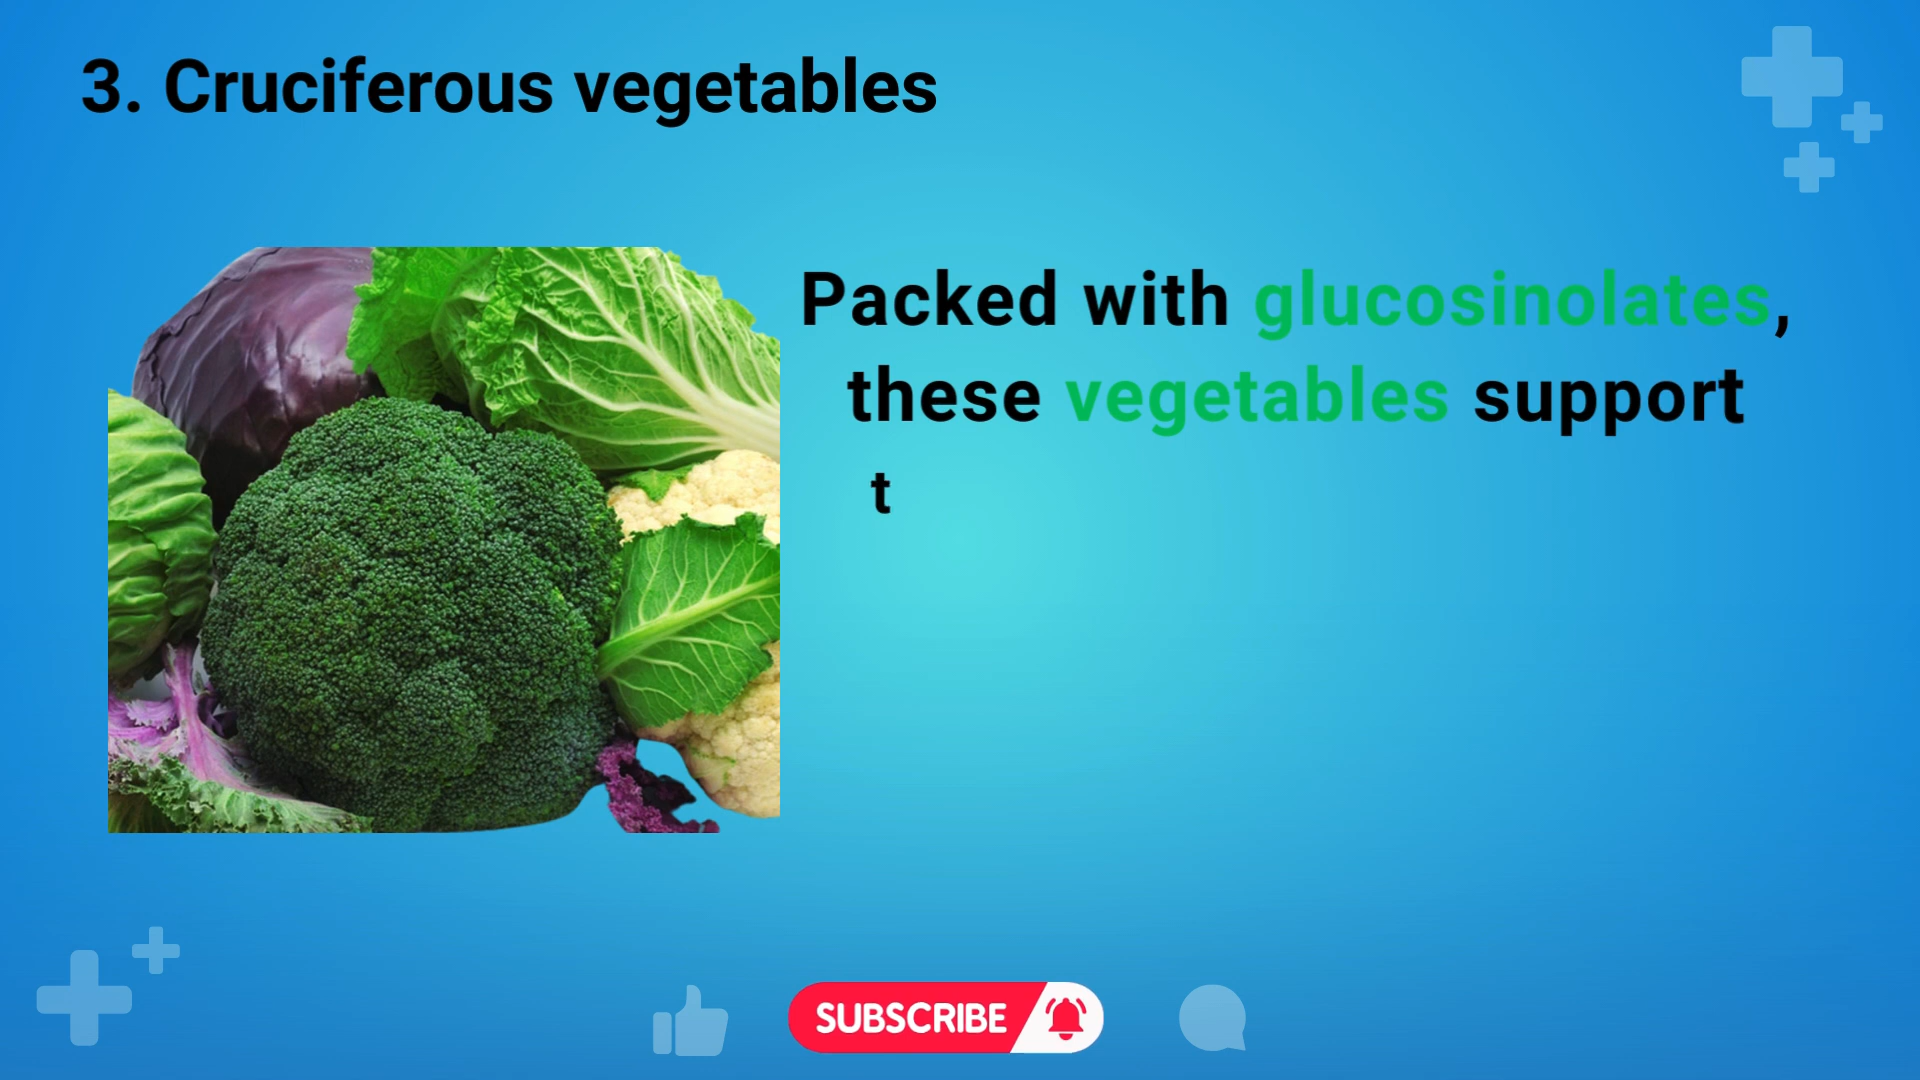 3. Cruciferous vegetables
Packed with glucosinolates,
these vegetables support
t
SUBSCRIBE